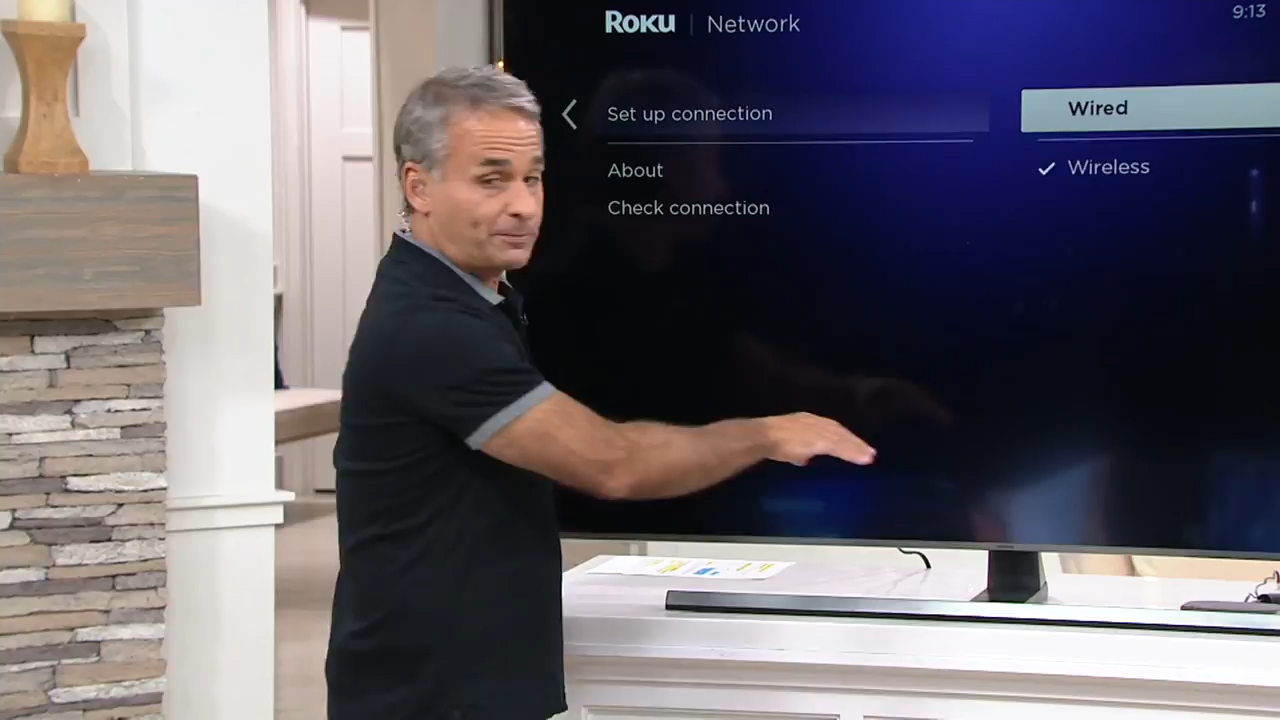 Roku | Network
9:13
Set up connection
Wired
About
Wireless
Check connection